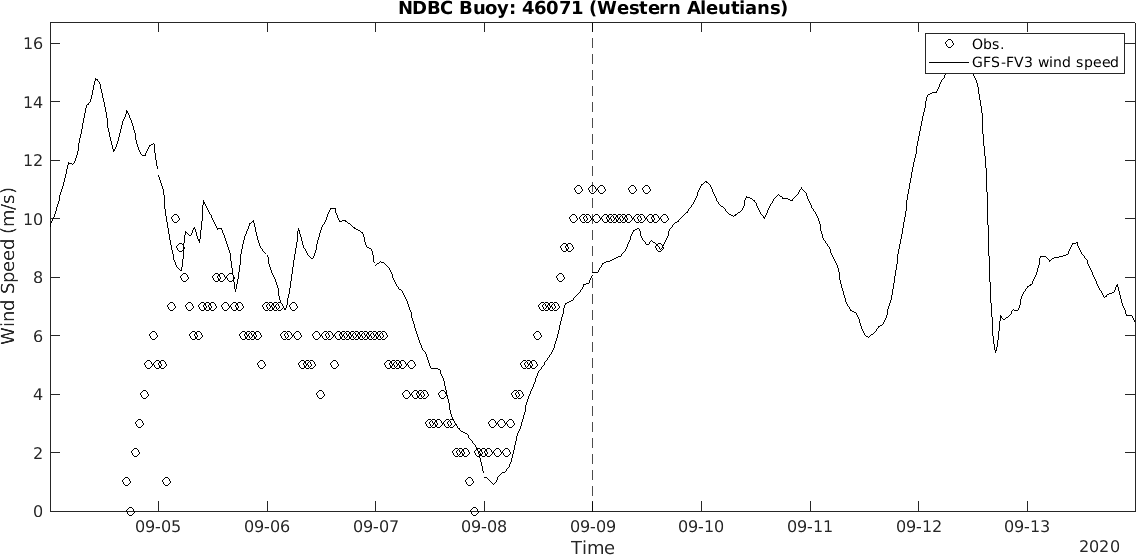 NDBC Buoy: 46071 (Western Aleutians)
Obs.
GFS-FV3 wind speed
Wind Speed (m/s)
16
14
12
10
8
6
4
2
0
09-05 09-06 09-07 09-08 09-09 09-10 09-11 09-12 09-13
Time
2020